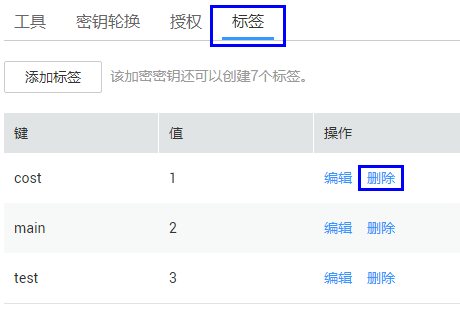 工具 密钥轮换 授权 标签
添加标签 该加密密钥还可以创建7个标签。
键 值 操作
cost 1 编辑 删除
main 2 编辑 删除
test 3 编辑 删除